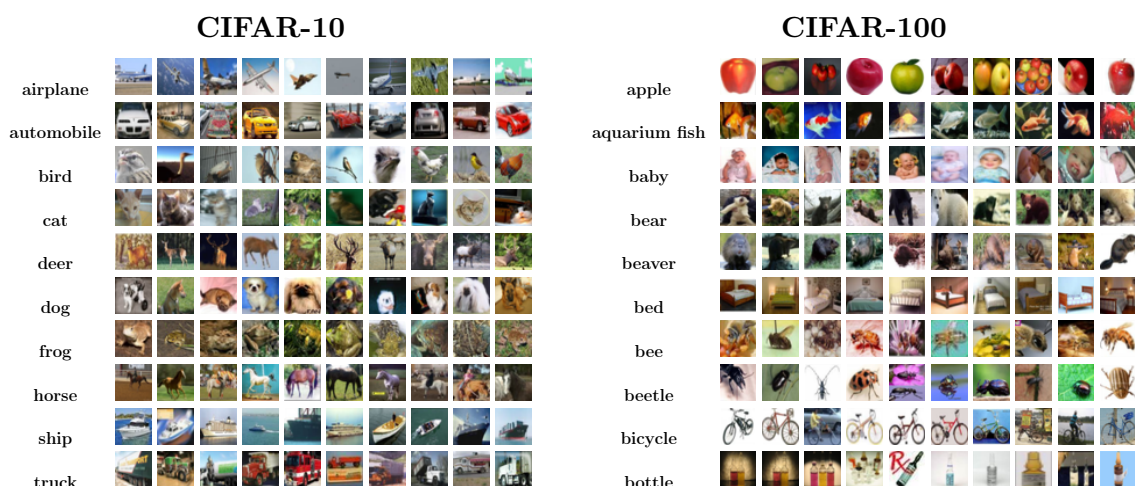 CIFAR-10
airplane
automobile
bird
cat
deer
dog
frog
horse
ship
truck
CIFAR-100
apple
aquarium fish
baby
bear
beaver
bed
bee
beetle
bicycle
bottle